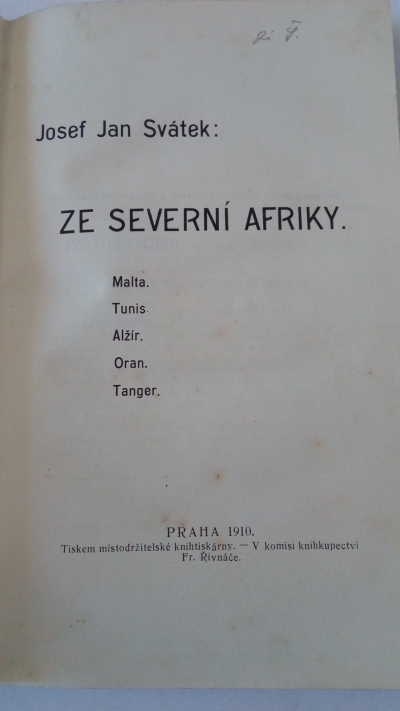 Josef Jan Svátek:
ZE SEVERNÍ AFRIKY.
Malta.
Tunis
Alžír.
Oran.
Tanger.
PRAHA 1910.
Tiskem místodržitelské knihtiskárny. — V komisi knihkupectví
Fr. Řivnáče.